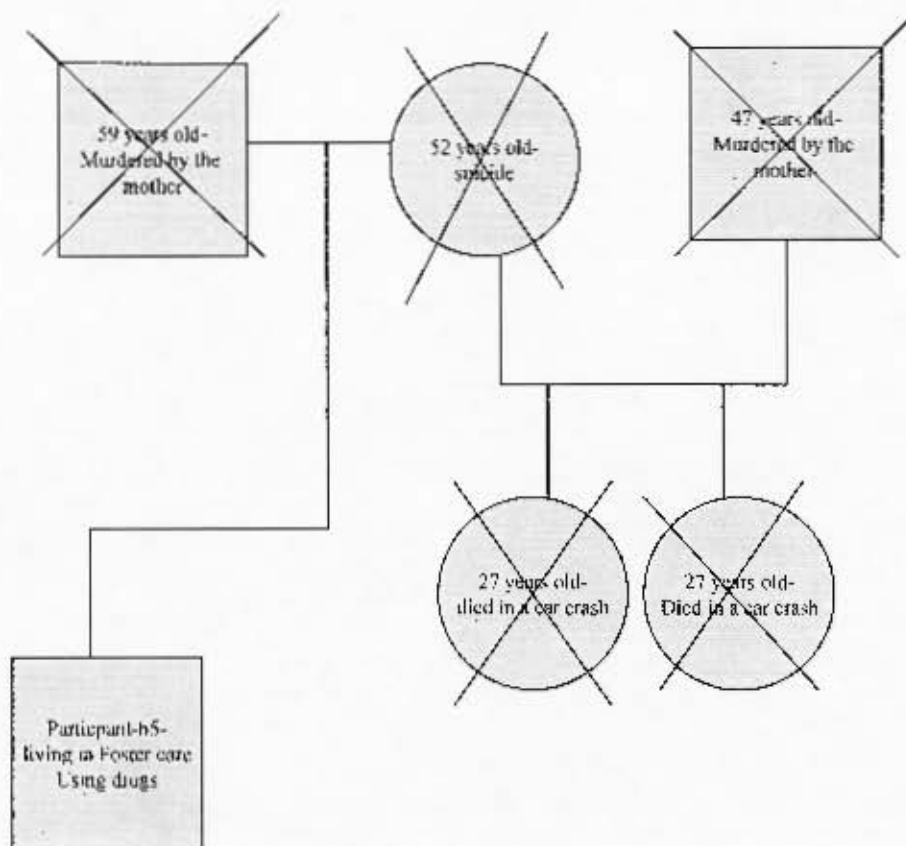 59 years old-
Murdered by the
mother
52 years old-
suicide
47 years old-
Murdered by the
mother-
27 years old-
died in a car crash
27 years old-
Died in a car crash
living in Foster care
Using drugs